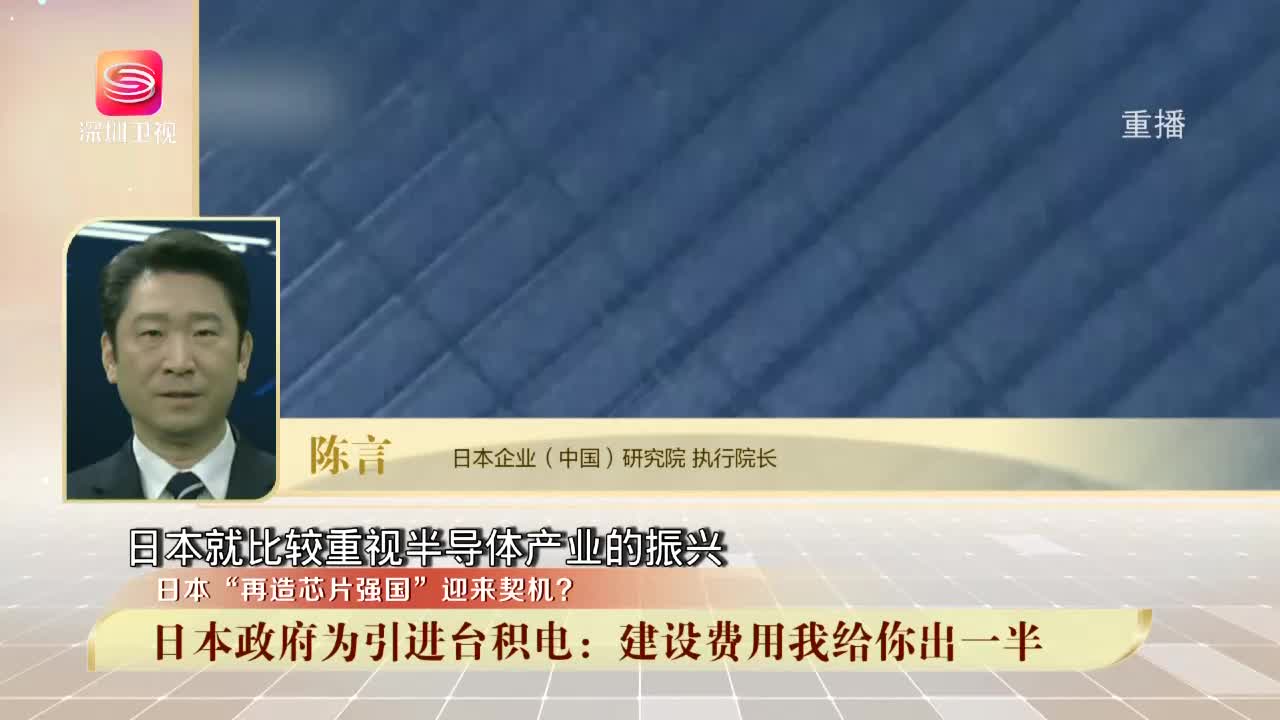 深圳卫视
重播
陈言
日本企业（中国）研究院 执行院长
日本就比较重视半导体产业的振兴
日本“再造芯片强国”迎来契机？
日本政府为引进台积电：建设费用我给你出一半